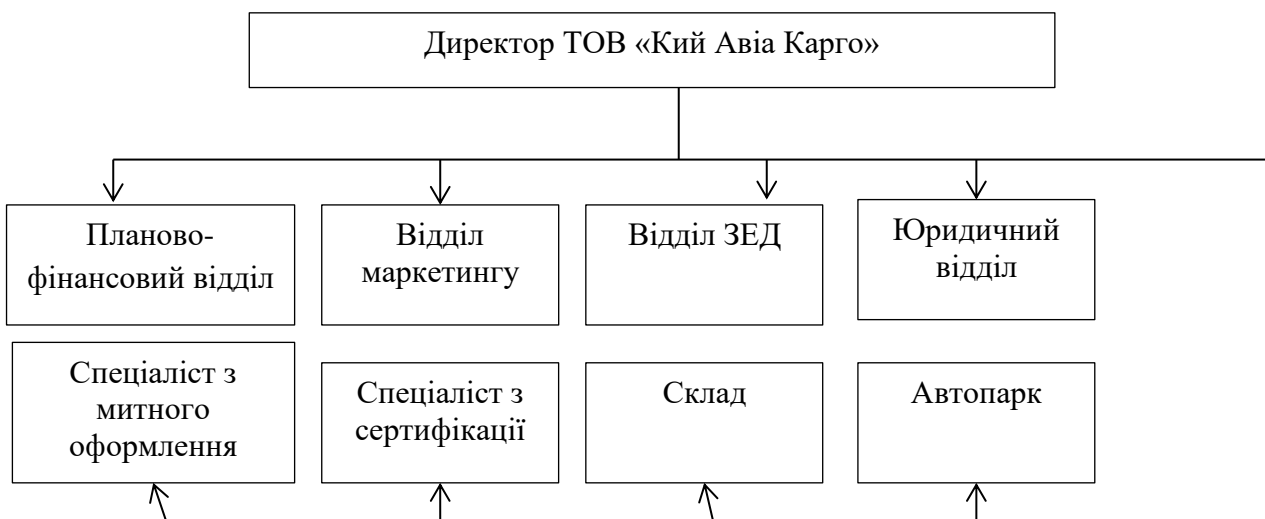 Директор ТОВ «Кий Авіа Карго»
Планово-
фінансовий відділ
Відділ
маркетингу
Відділ ЗЕД
Юридичний
відділ
Спеціаліст з
митного
оформлення
Спеціаліст з
сертифікації
Склад
Автопарк